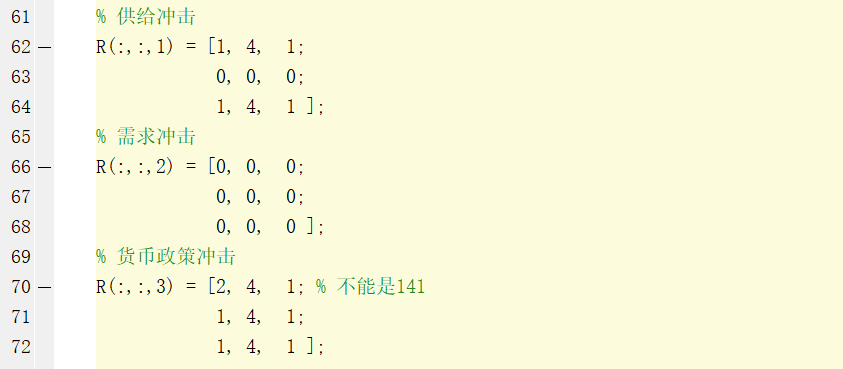 61 % 供给冲击
62 – R(:,:,1) = [1, 4, 1;
63 0, 0, 0;
64 1, 4, 1 ];
65 % 需求冲击
66 – R(:,:,2) = [0, 0, 0;
67 0, 0, 0;
68 0, 0, 0 ];
69 % 货币政策冲击
70 – R(:,:,3) = [2, 4, 1; % 不能是141
71 1, 4, 1;
72 1, 4, 1 ];